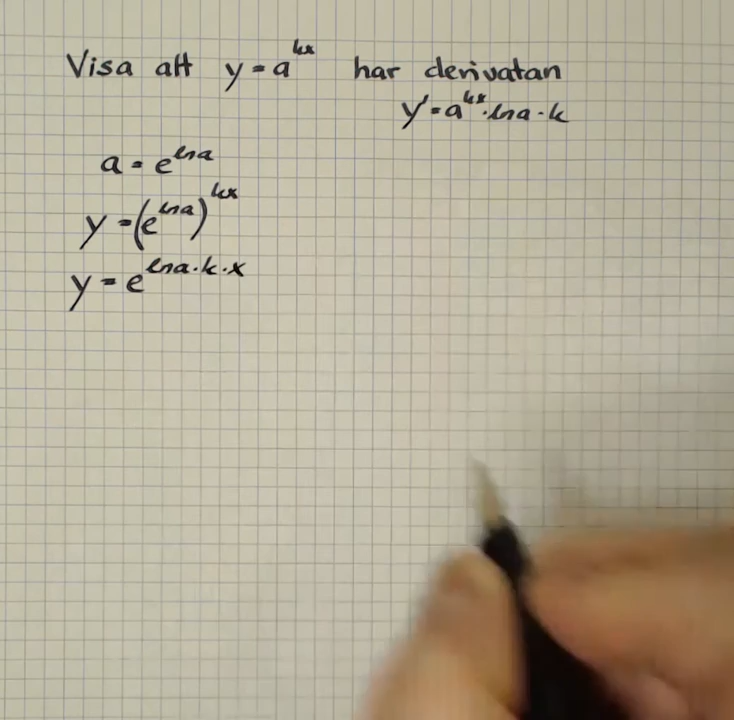 Visa att y = a^kx har derivatan
y' = a^kx · ln a · k
a = e^ln a
y = (e^ln a)^kx
y = e^ln a · k · x